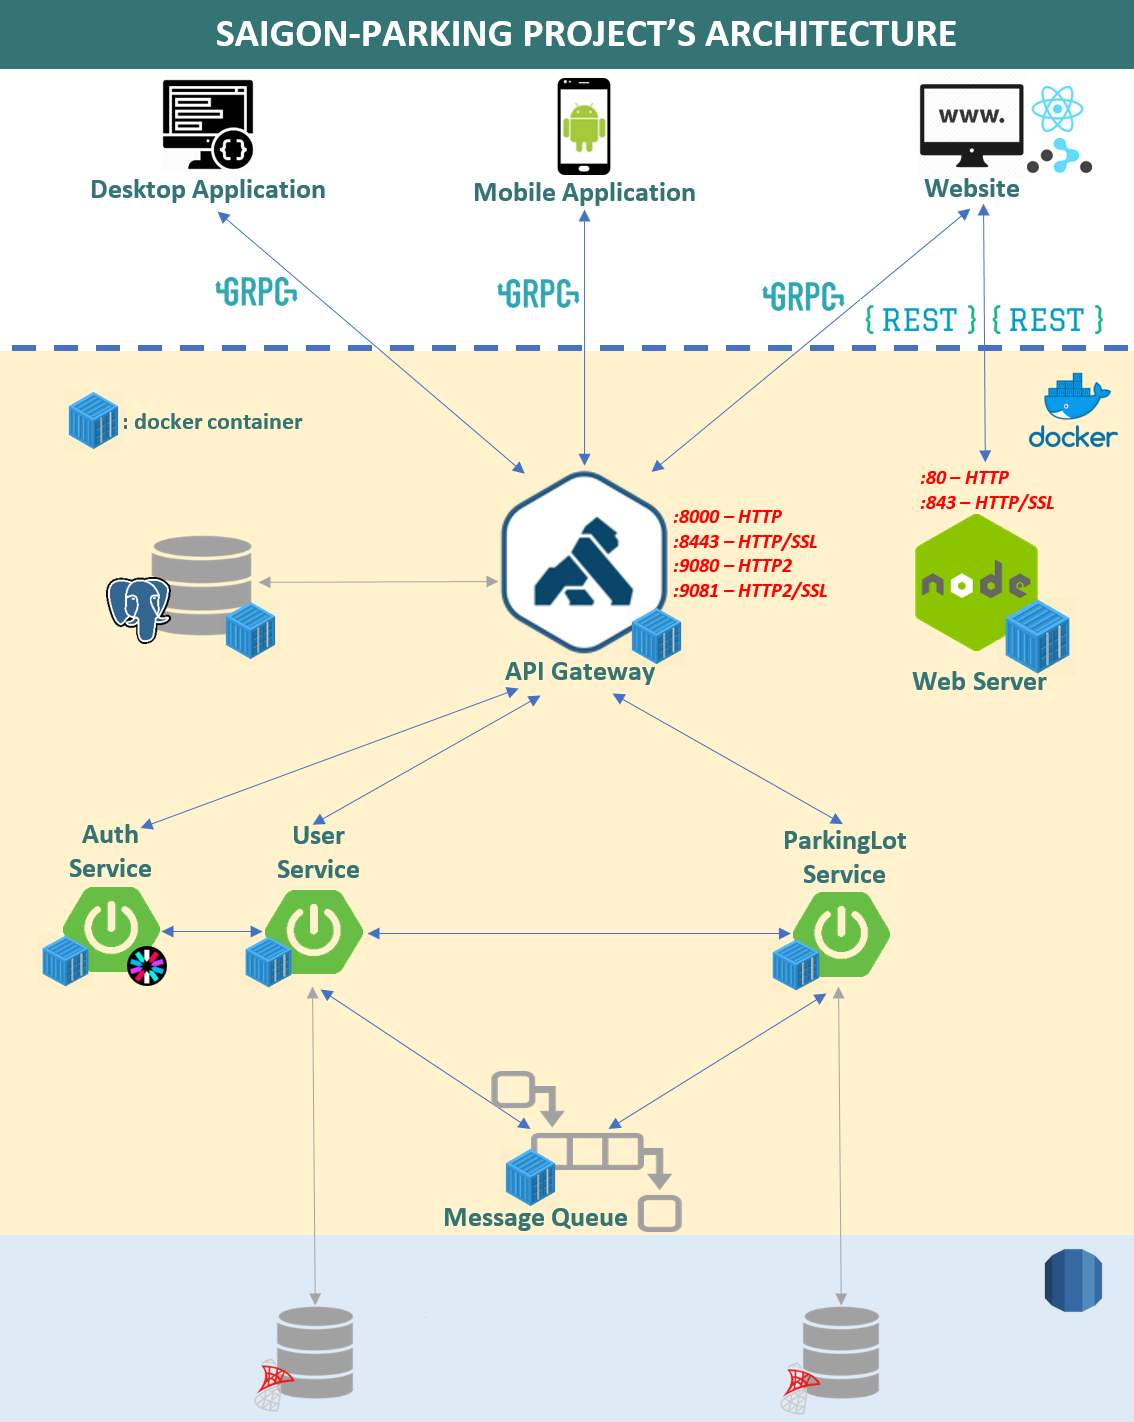 SAIGON-PARKING PROJECT'S ARCHITECTURE
www.
Desktop Application
Mobile Application
Website
GRPC
GRPC
GRPC
{ REST } { REST }
: docker container
docker
:80 – HTTP
:843 – HTTP/SSL
:8000 – HTTP
:8443 – HTTP/SSL
:9080 – HTTP2
:9081 – HTTP2/SSL
node
API Gateway
Web Server
Auth
Service
User
Service
ParkingLot
Service
Message Queue